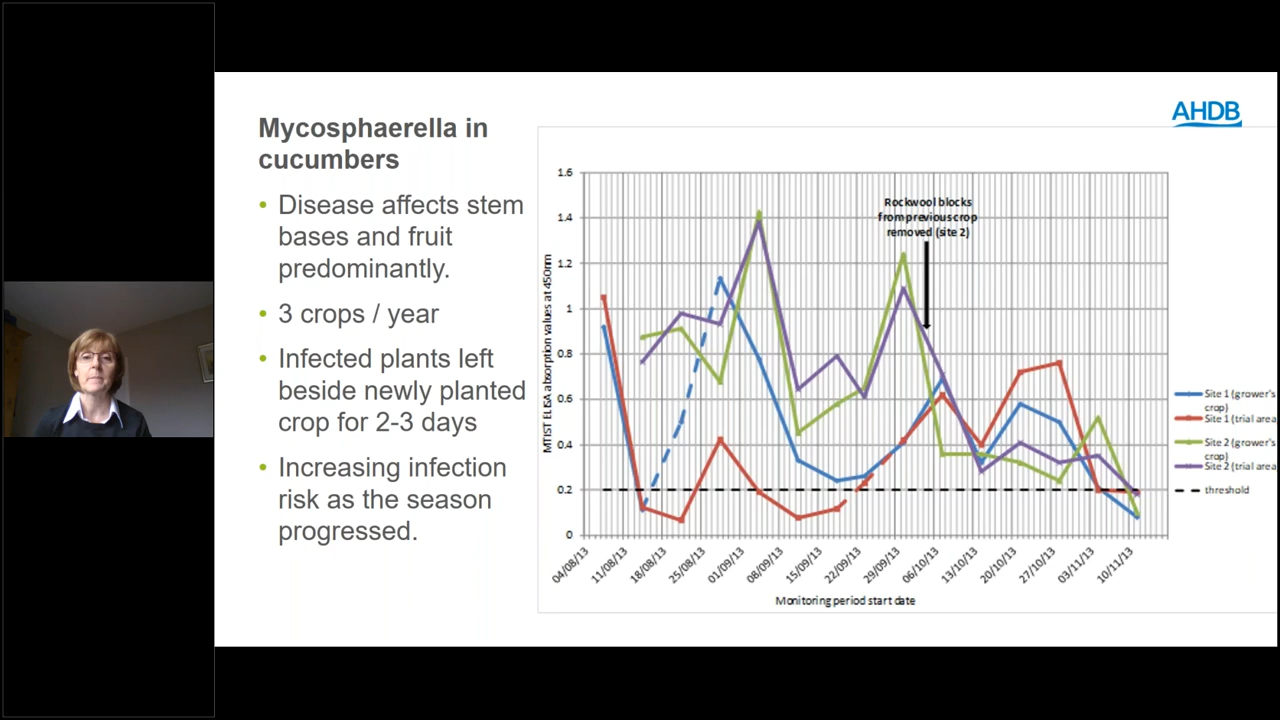 AHDB
Mycosphaerella in
cucumbers
• Disease affects stem
bases and fruit
predominantly.
• 3 crops / year
• Infected plants left
beside newly planted
crop for 2-3 days
• Increasing infection
risk as the season
progressed.
MTIST ELISA absorption values at 450nm
1.6
1.4
1.2
1
0.8
0.6
0.4
0.2
0
Rockwool blocks
from previous crop
removed (site 2)
04/08/13
11/08/13
18/08/13
25/08/13
01/09/13
08/09/13
15/09/13
22/09/13
29/09/13
06/10/13
13/10/13
20/10/13
27/10/13
03/11/13
10/11/13
Monitoring period start date
Site 1 (grower's
crop)
Site 1 (trial area
Site 2 (grower's
crop)
Site 2 (trial area
threshold